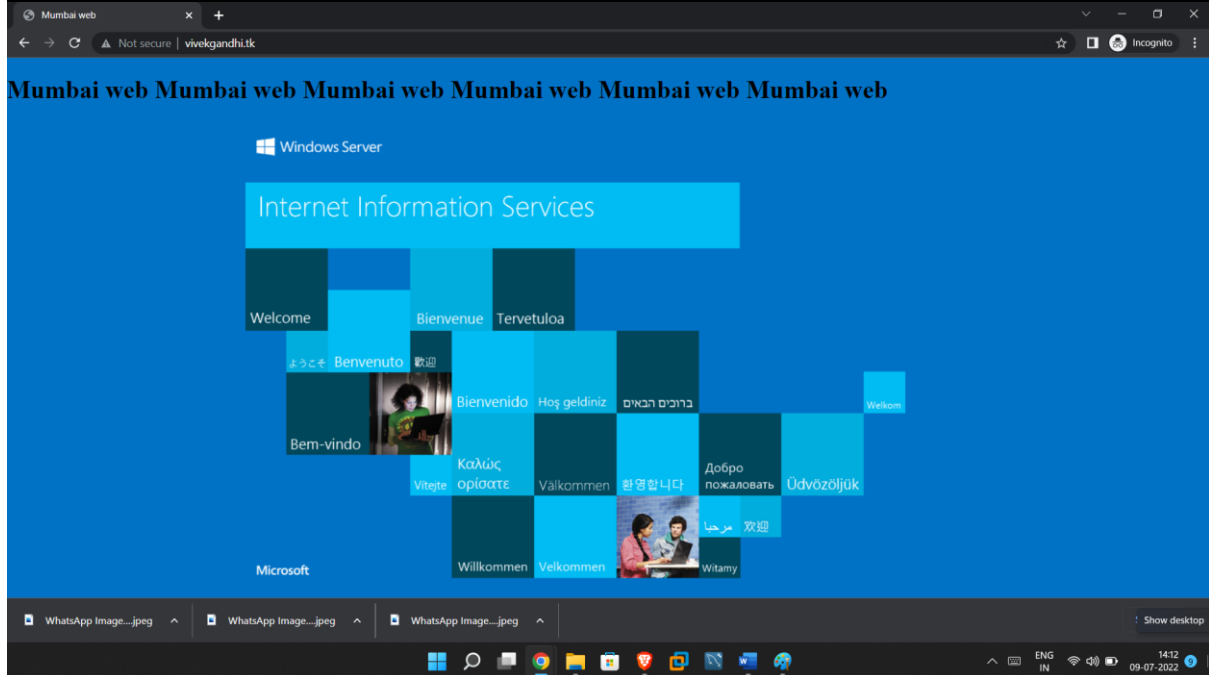 Mumbai web
Not secure | vivekgandhi.tk
Incognito
Mumbai web Mumbai web Mumbai web Mumbai web Mumbai web Mumbai web
Windows Server
Internet Information Services
Welcome
Bienvenue
Tervetuloa
ようこそ
Benvenuto
歡迎
Bienvenido
Hoş geldiniz
ברוכים הבאים
Welkom
Bem-vindo
Vítejte
Καλώς
ορίσατε
Välkommen
환영합니다
Добро
пожаловать
Üdvözöljük
مرحبا
欢迎
Microsoft
Willkommen
Velkommen
Witamy
WhatsApp Image....jpeg
WhatsApp Image....jpeg
WhatsApp Image....jpeg
Show desktop
ENG
IN
14:12
09-07-2022
9